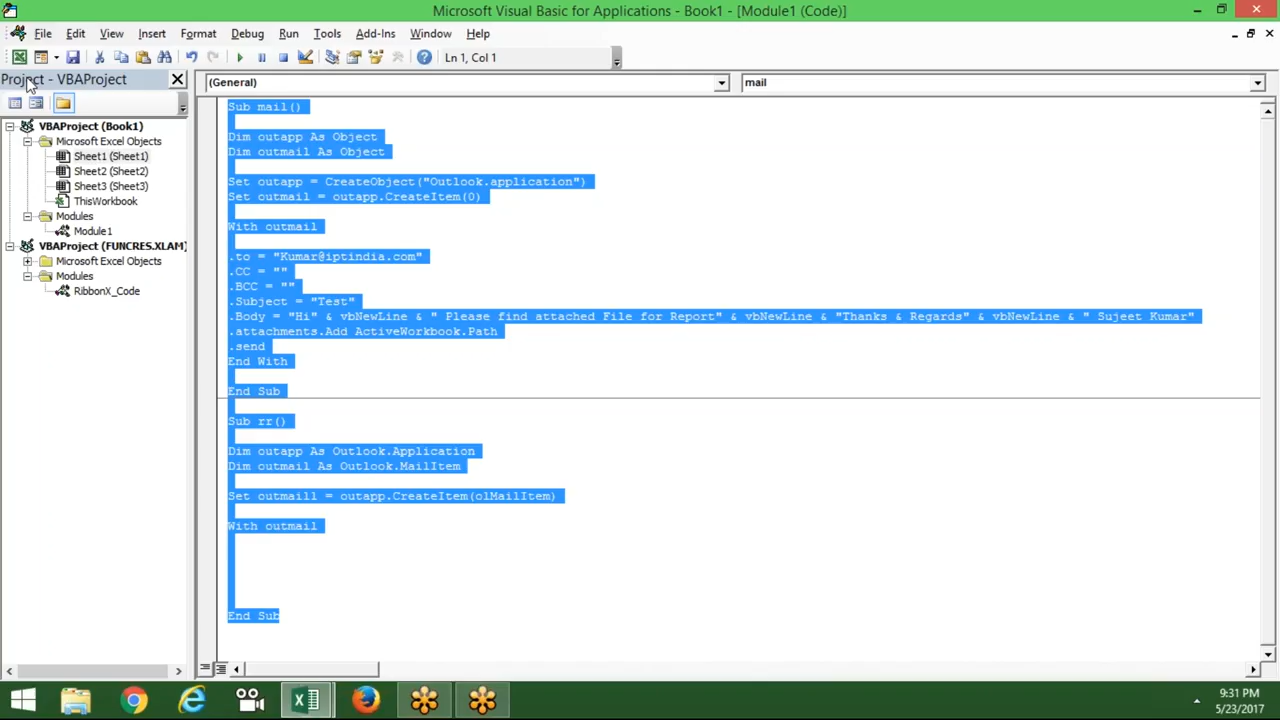 Microsoft Visual Basic for Applications - Book1 - [Module1 (Code)]
File Edit View Insert Format Debug Run Tools Add-Ins Window Help
Ln 1, Col 1
Project - VBAProject
(General) mail
VBAProject (Book1)
Microsoft Excel Objects
Sheet1 (Sheet1)
Sheet2 (Sheet2)
Sheet3 (Sheet3)
ThisWorkbook
Modules
Module1
VBAProject (FUNCRES.XLAM)
Microsoft Excel Objects
Modules
RibbonX_Code
Sub mail()
Dim outapp As Object
Dim outmail As Object
Set outapp = CreateObject("Outlook.application")
Set outmail = outapp.CreateItem(0)
With outmail
.to = "Kumar@iptindia.com"
.CC = ""
.BCC = ""
.Subject = "Test"
.Body = "Hi" & vbNewLine & " Please find attached File for Report" & vbNewLine & "Thanks & Regards" & vbNewLine & " Sujeet Kumar"
.attachments.Add ActiveWorkbook.Path
.send
End With
End Sub
Sub rr()
Dim outapp As Outlook.Application
Dim outmail As Outlook.MailItem
Set outmaill = outapp.CreateItem(olMailItem)
With outmail
End Sub
9:31 PM
5/23/2017